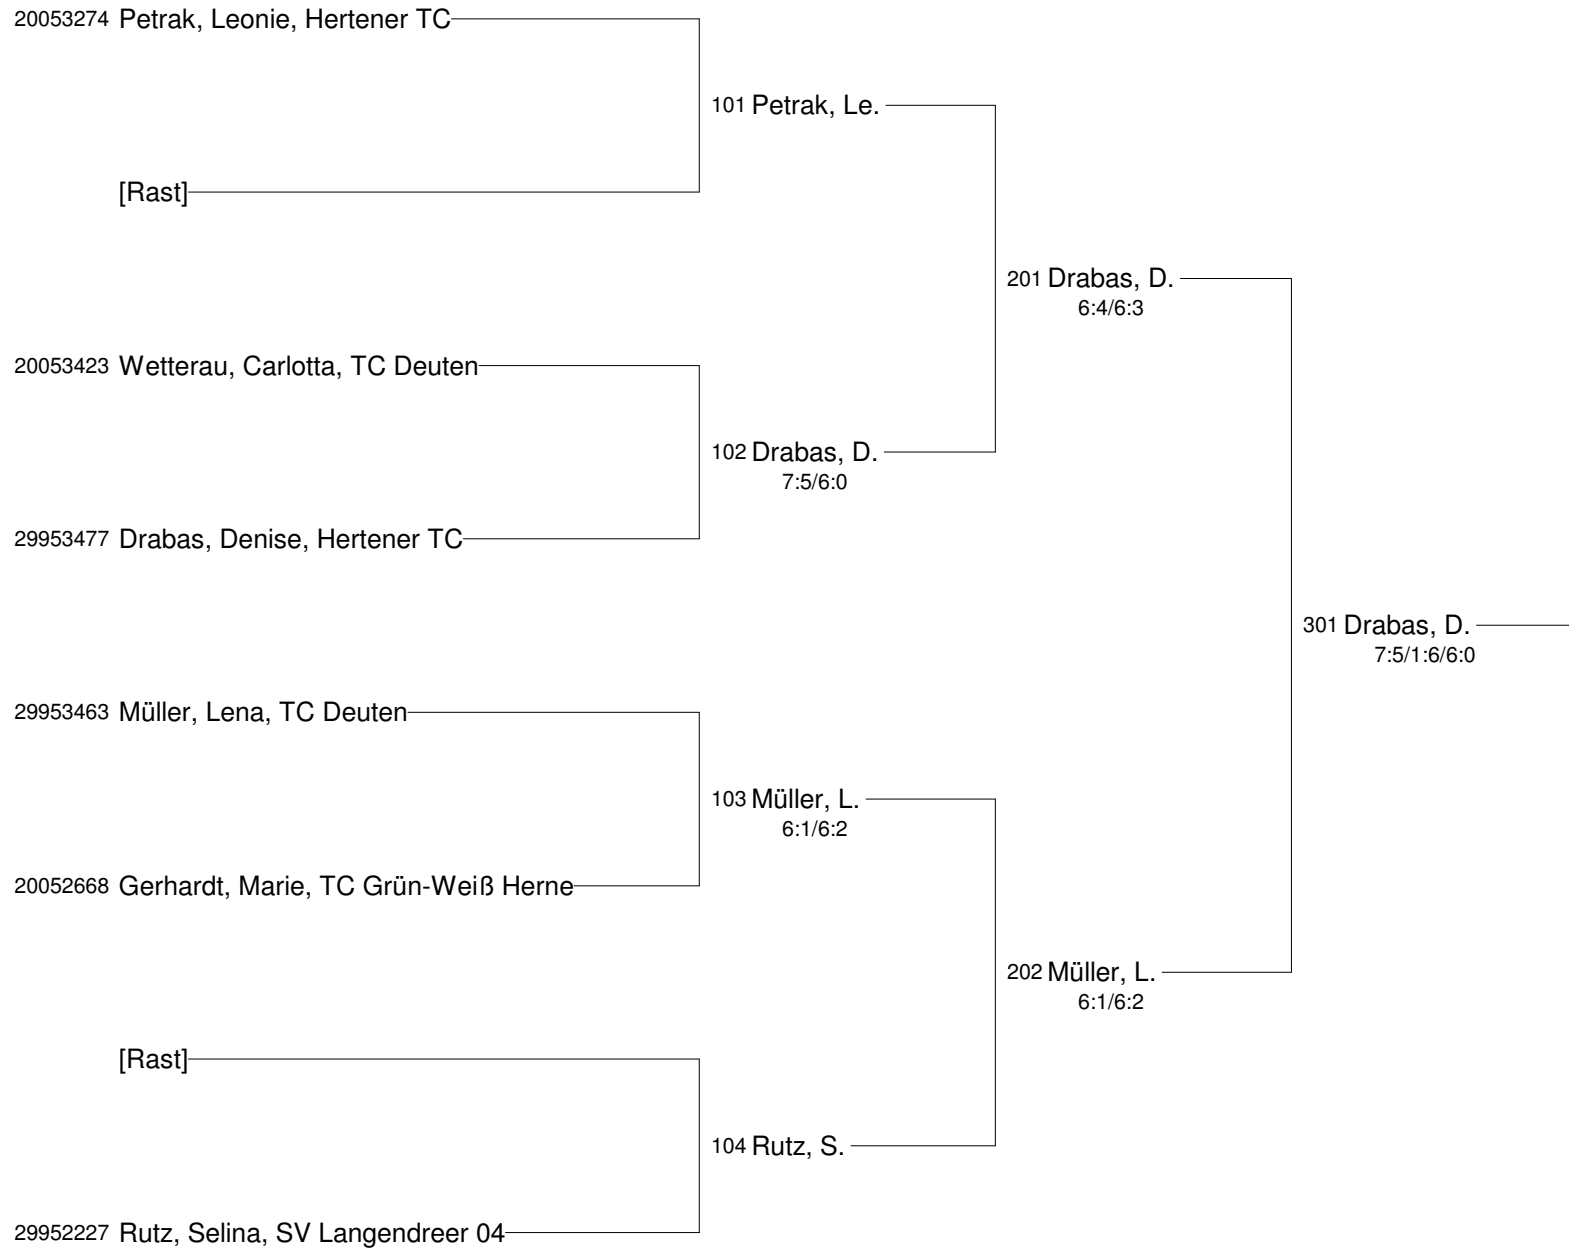 20053274 Petrak, Leonie, Hertener TC
101 Petrak, Le.
[Rast]
201 Drabas, D.
6:4/6:3
20053423 Wetterau, Carlotta, TC Deuten
102 Drabas, D.
7:5/6:0
29953477 Drabas, Denise, Hertener TC
301 Drabas, D.
7:5/1:6/6:0
29953463 Müller, Lena, TC Deuten
103 Müller, L.
6:1/6:2
20052668 Gerhardt, Marie, TC Grün-Weiß Herne
202 Müller, L.
6:1/6:2
[Rast]
104 Rutz, S.
29952227 Rutz, Selina, SV Langendreer 04